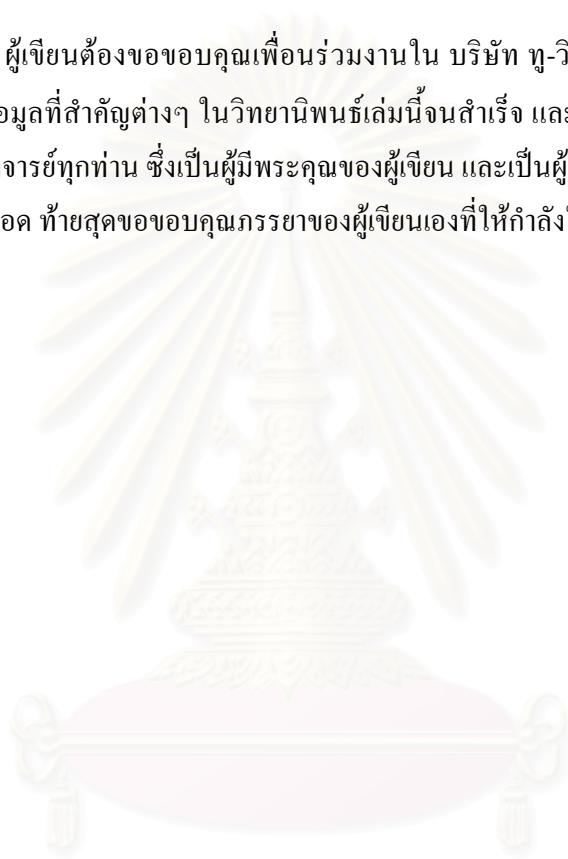 ผู้เขียนต้องขอขอบคุณเพื่อนร่วมงานใน บริษัท ทู-วิ
อมูลที่สำคัญต่างๆ ในวิทยานิพนธ์เล่มนี้จนสำเร็จ และ
จารย์ทุกท่าน ซึ่งเป็นผู้มีพระคุณของผู้เขียน และเป็นผู้
อด ท้ายสุดขอขอบคุณภรรยาของผู้เขียนเองที่ให้กำลัง